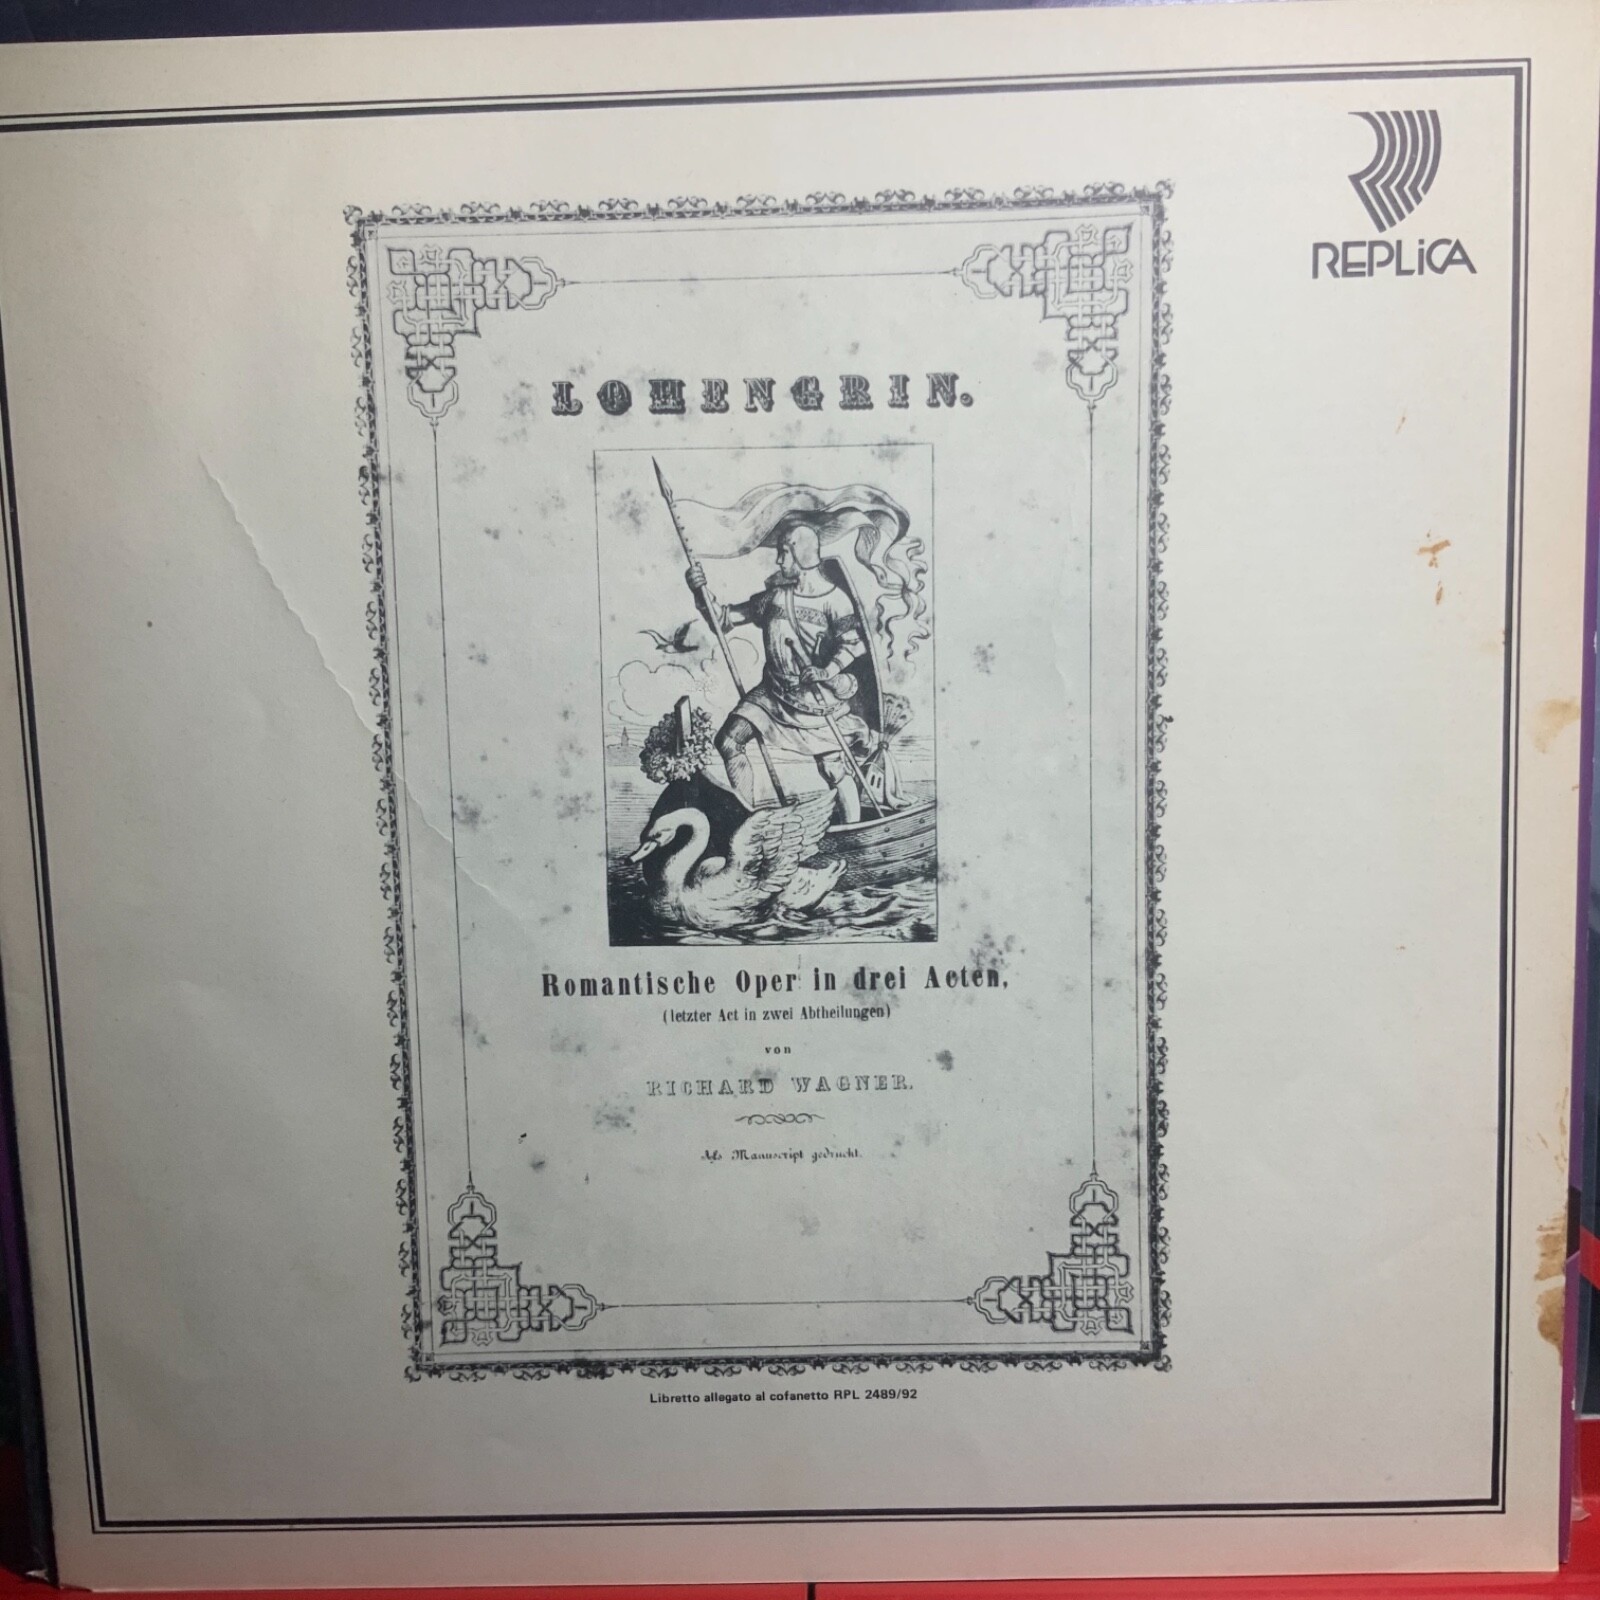 REPLiCA
LOHENGRIN.
Romantische Oper in drei Acten,
(letzter Act in zwei Abtheilungen)
von
RICHARD WAGNER.
Als Manuscript gedruckt.
Libretto allegato al cofanetto RPL 2489/92